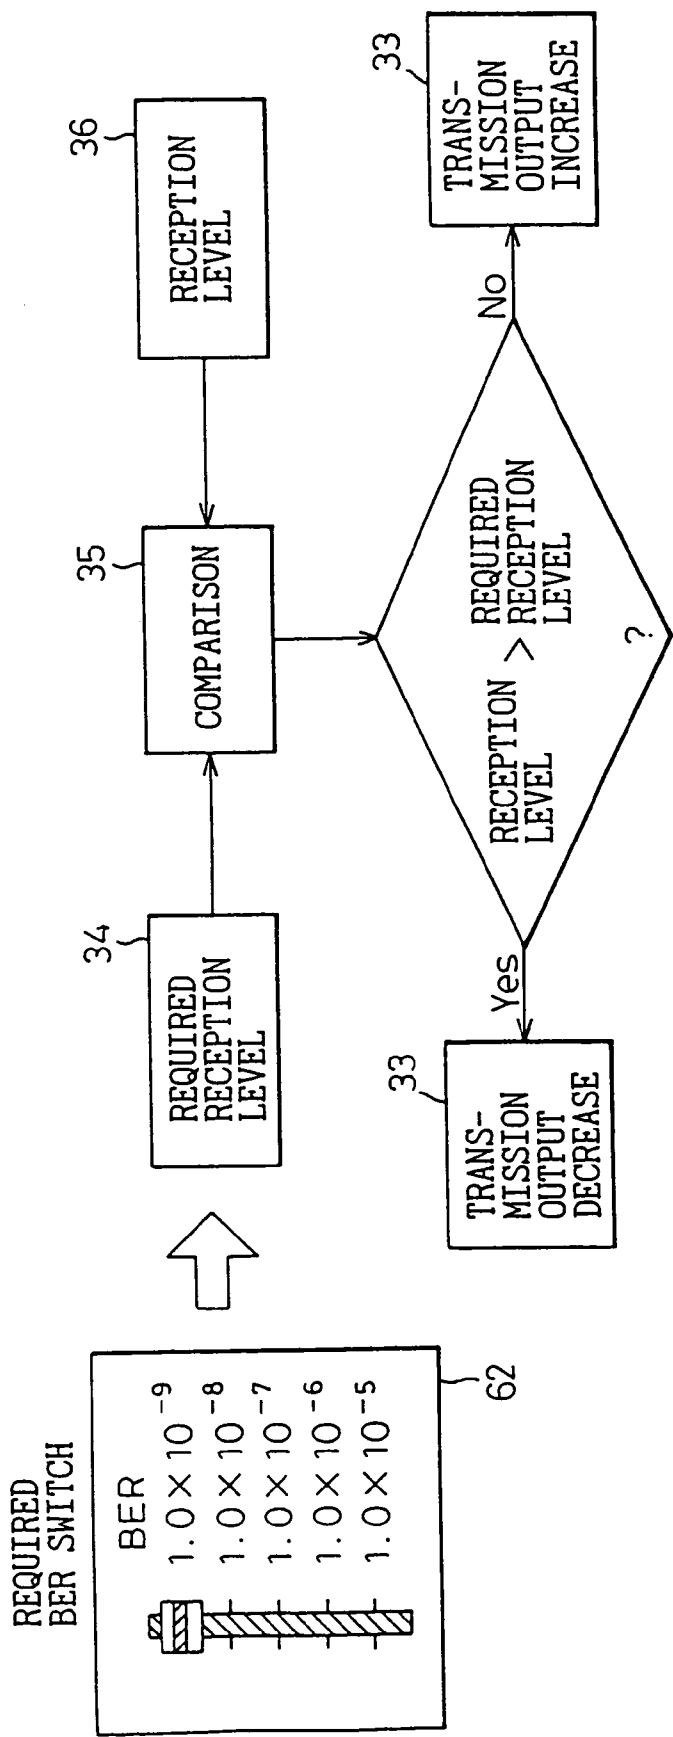 REQUIRED
BER SWITCH
BER
1.0×10⁻⁹
1.0×10⁻⁸
1.0×10⁻⁷
1.0×10⁻⁶
1.0×10⁻⁵
62
34
REQUIRED
RECEPTION
LEVEL
35
COMPARISON
36
RECEPTION
LEVEL
33
TRANS-
MISSION
OUTPUT
DECREASE
Yes
RECEPTION
LEVEL
>
REQUIRED
RECEPTION
LEVEL
?
No
33
TRANS-
MISSION
OUTPUT
INCREASE